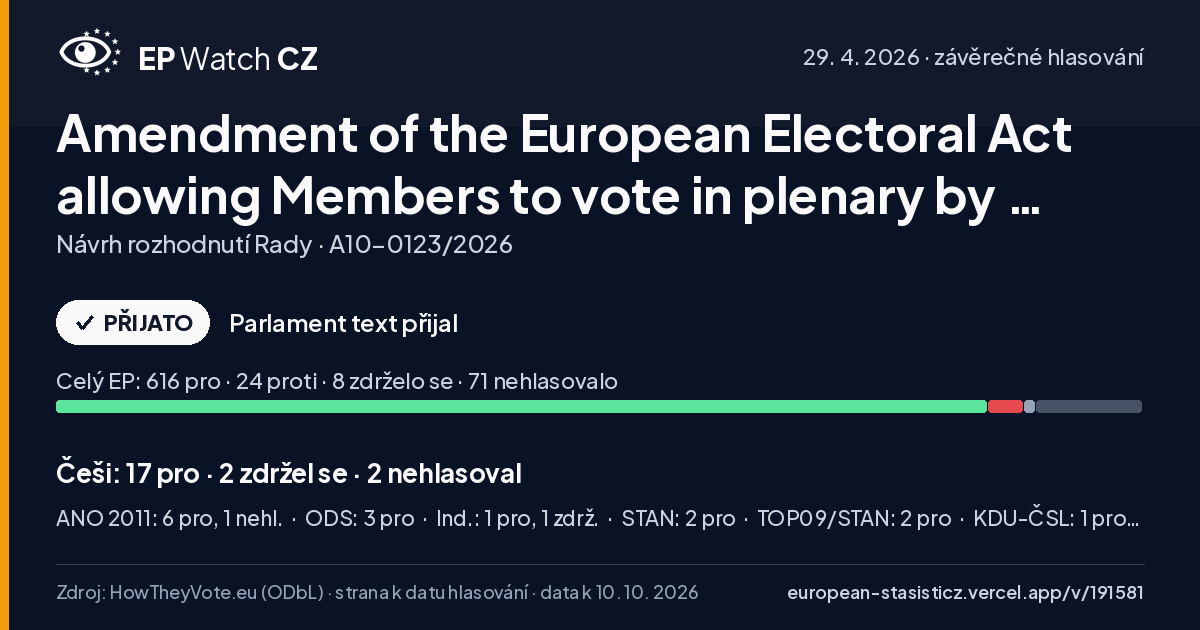 EP Watch CZ
29. 4. 2026 · závěrečné hlasování
Amendment of the European Electoral Act
allowing Members to vote in plenary by …
Návrh rozhodnutí Rady · A10-0123/2026
✓ PŘIJATO
Parlament text přijal
Celý EP: 616 pro · 24 proti · 8 zdrželo se · 71 nehlasovalo
Češi: 17 pro · 2 zdržel se · 2 nehlasoval
ANO 2011: 6 pro, 1 nehl. · ODS: 3 pro · Ind.: 1 pro, 1 zdrž. · STAN: 2 pro · TOP09/STAN: 2 pro · KDU-ČSL: 1 pro…
Zdroj: HowTheyVote.eu (ODbL) · strana k datu hlasování · data k 10. 10. 2026
european-stasisticz.vercel.app/v/191581